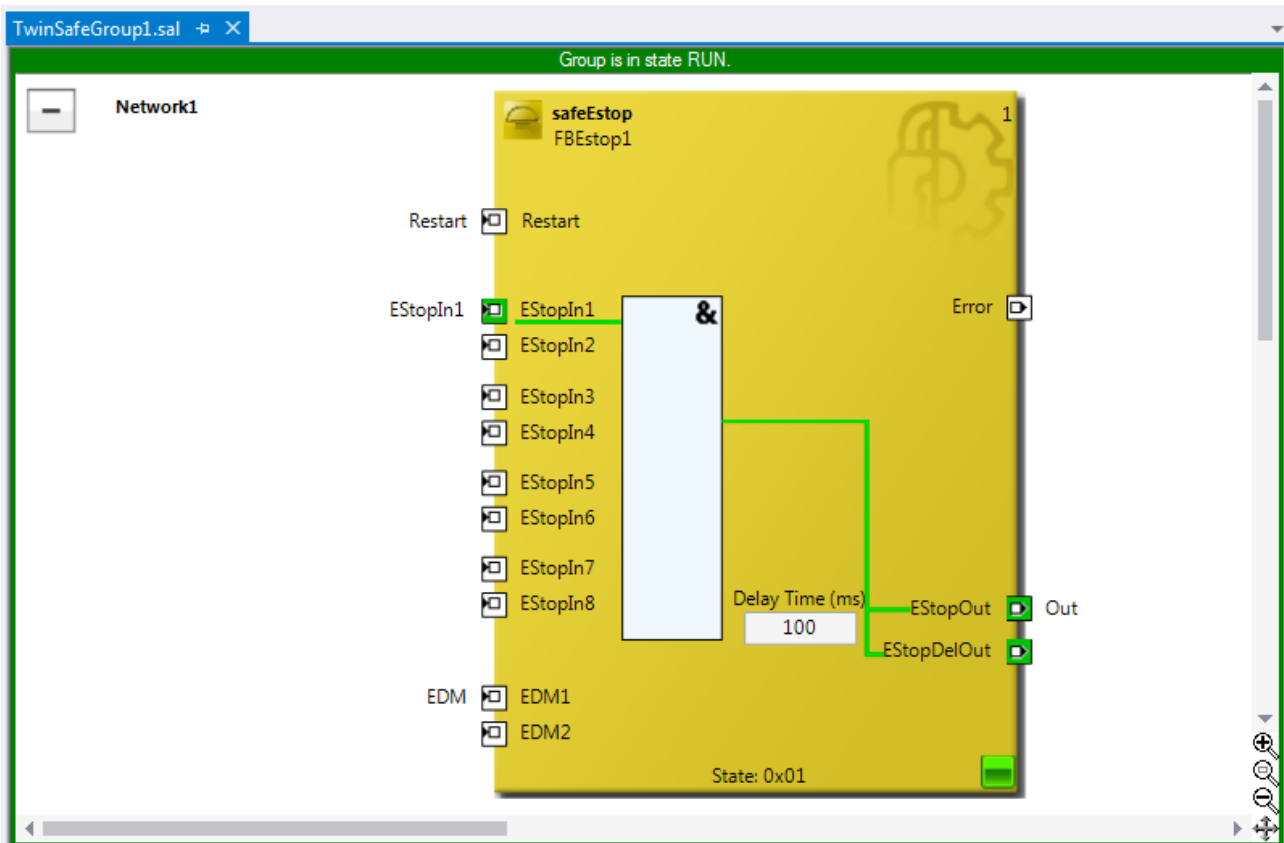 TwinSafeGroup1.sal
Group is in state RUN.
Network1
safeEstop
1
FBEstop1
Restart Restart
EStopIn1 EStopIn1 & Error
EStopIn2
EStopIn3
EStopIn4
EStopIn5
EStopIn6
EStopIn7
EStopIn8 Delay Time (ms) EStopOut Out
100
EStopDelOut
EDM EDM1
EDM2
State: 0x01